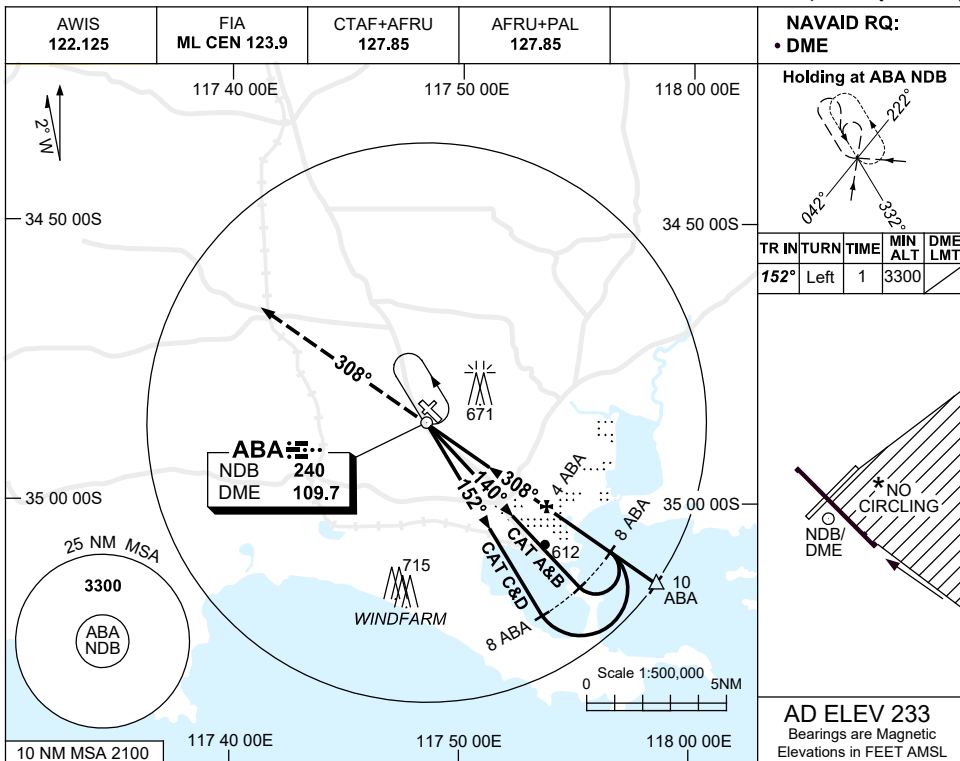 AWIS
122.125
FIA
ML CEN 123.9
CTAF+AFRU
127.85
AFRU+PAL
127.85
NAVAID RQ:
• DME
117 40 00E
117 50 00E
118 00 00E
2° W
34 50 00S
34 50 00S
Holding at ABA NDB
222°
042°
332°
TR IN
TURN
TIME
MIN ALT
DME LMT
152°
Left
1
3300
308°
671
ABA
NDB 240
DME 109.7
308°
4 ABA
140°
CAT A&B
152°
CAT C&D
8 ABA
612
8 ABA
10 ABA
35 00 00S
35 00 00S
715
WINDFARM
25 NM MSA
3300
ABA
NDB
Scale 1:500,000
0
5NM
*NO
CIRCLING
NDB/
DME
10 NM MSA 2100
117 40 00E
117 50 00E
118 00 00E
AD ELEV 233
Bearings are Magnetic
Elevations in FEET AMSL